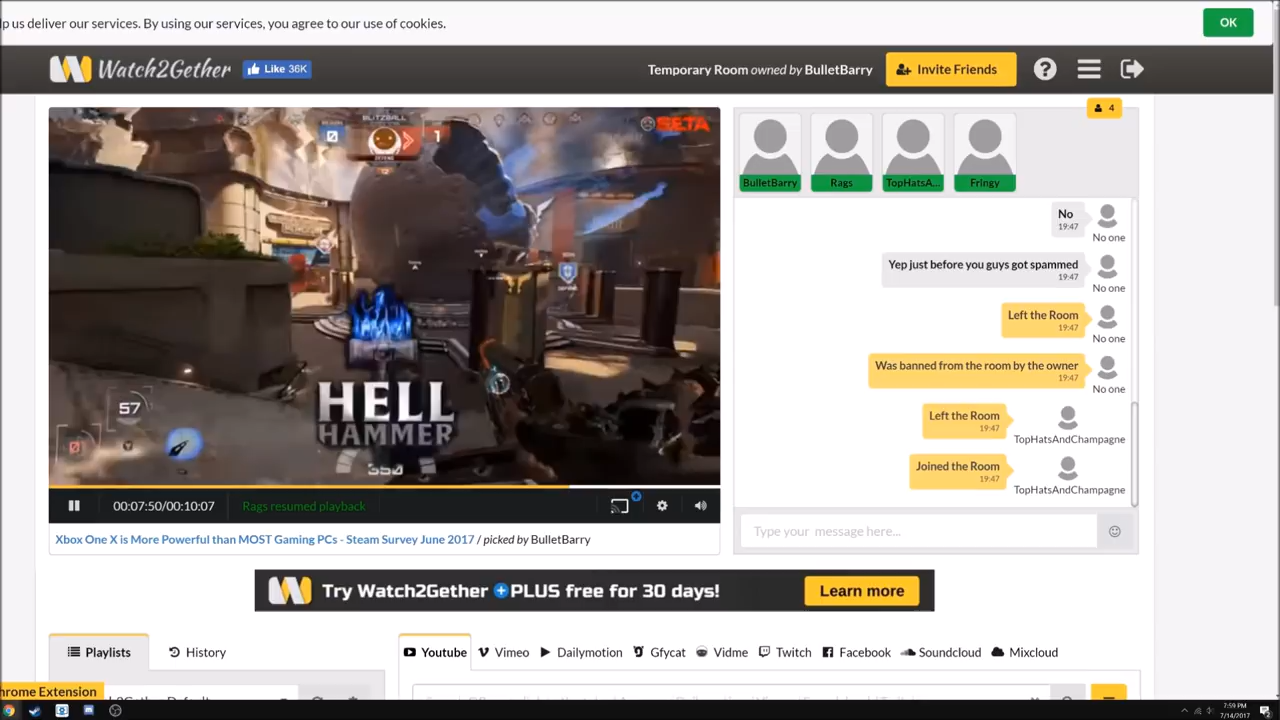 p us deliver our services. By using our services, you agree to our use of cookies.
OK
Watch2Gether
Like 36K
Temporary Room owned by BulletBarry
Invite Friends
4
BLITZBALL
0
1
DEFEND
BETA
57
HELL
HAMMER
350
BulletBarry
Rags
TopHatsA...
Fringy
No
19:47
No one
Yep just before you guys got spammed
19:47
No one
Left the Room
19:47
No one
Was banned from the room by the owner
19:47
No one
Left the Room
19:47
TopHatsAndChampagne
Joined the Room
19:47
TopHatsAndChampagne
00:07:50/00:10:07
Rags resumed playback
Type your message here...
Xbox One X is More Powerful than MOST Gaming PCs - Steam Survey June 2017 / picked by BulletBarry
Try Watch2Gether PLUS free for 30 days!
Learn more
Playlists
History
Youtube
Vimeo
Dailymotion
Gfycat
Vidme
Twitch
Facebook
Soundcloud
Mixcloud
hrome Extension
7:59 PM
7/14/2017